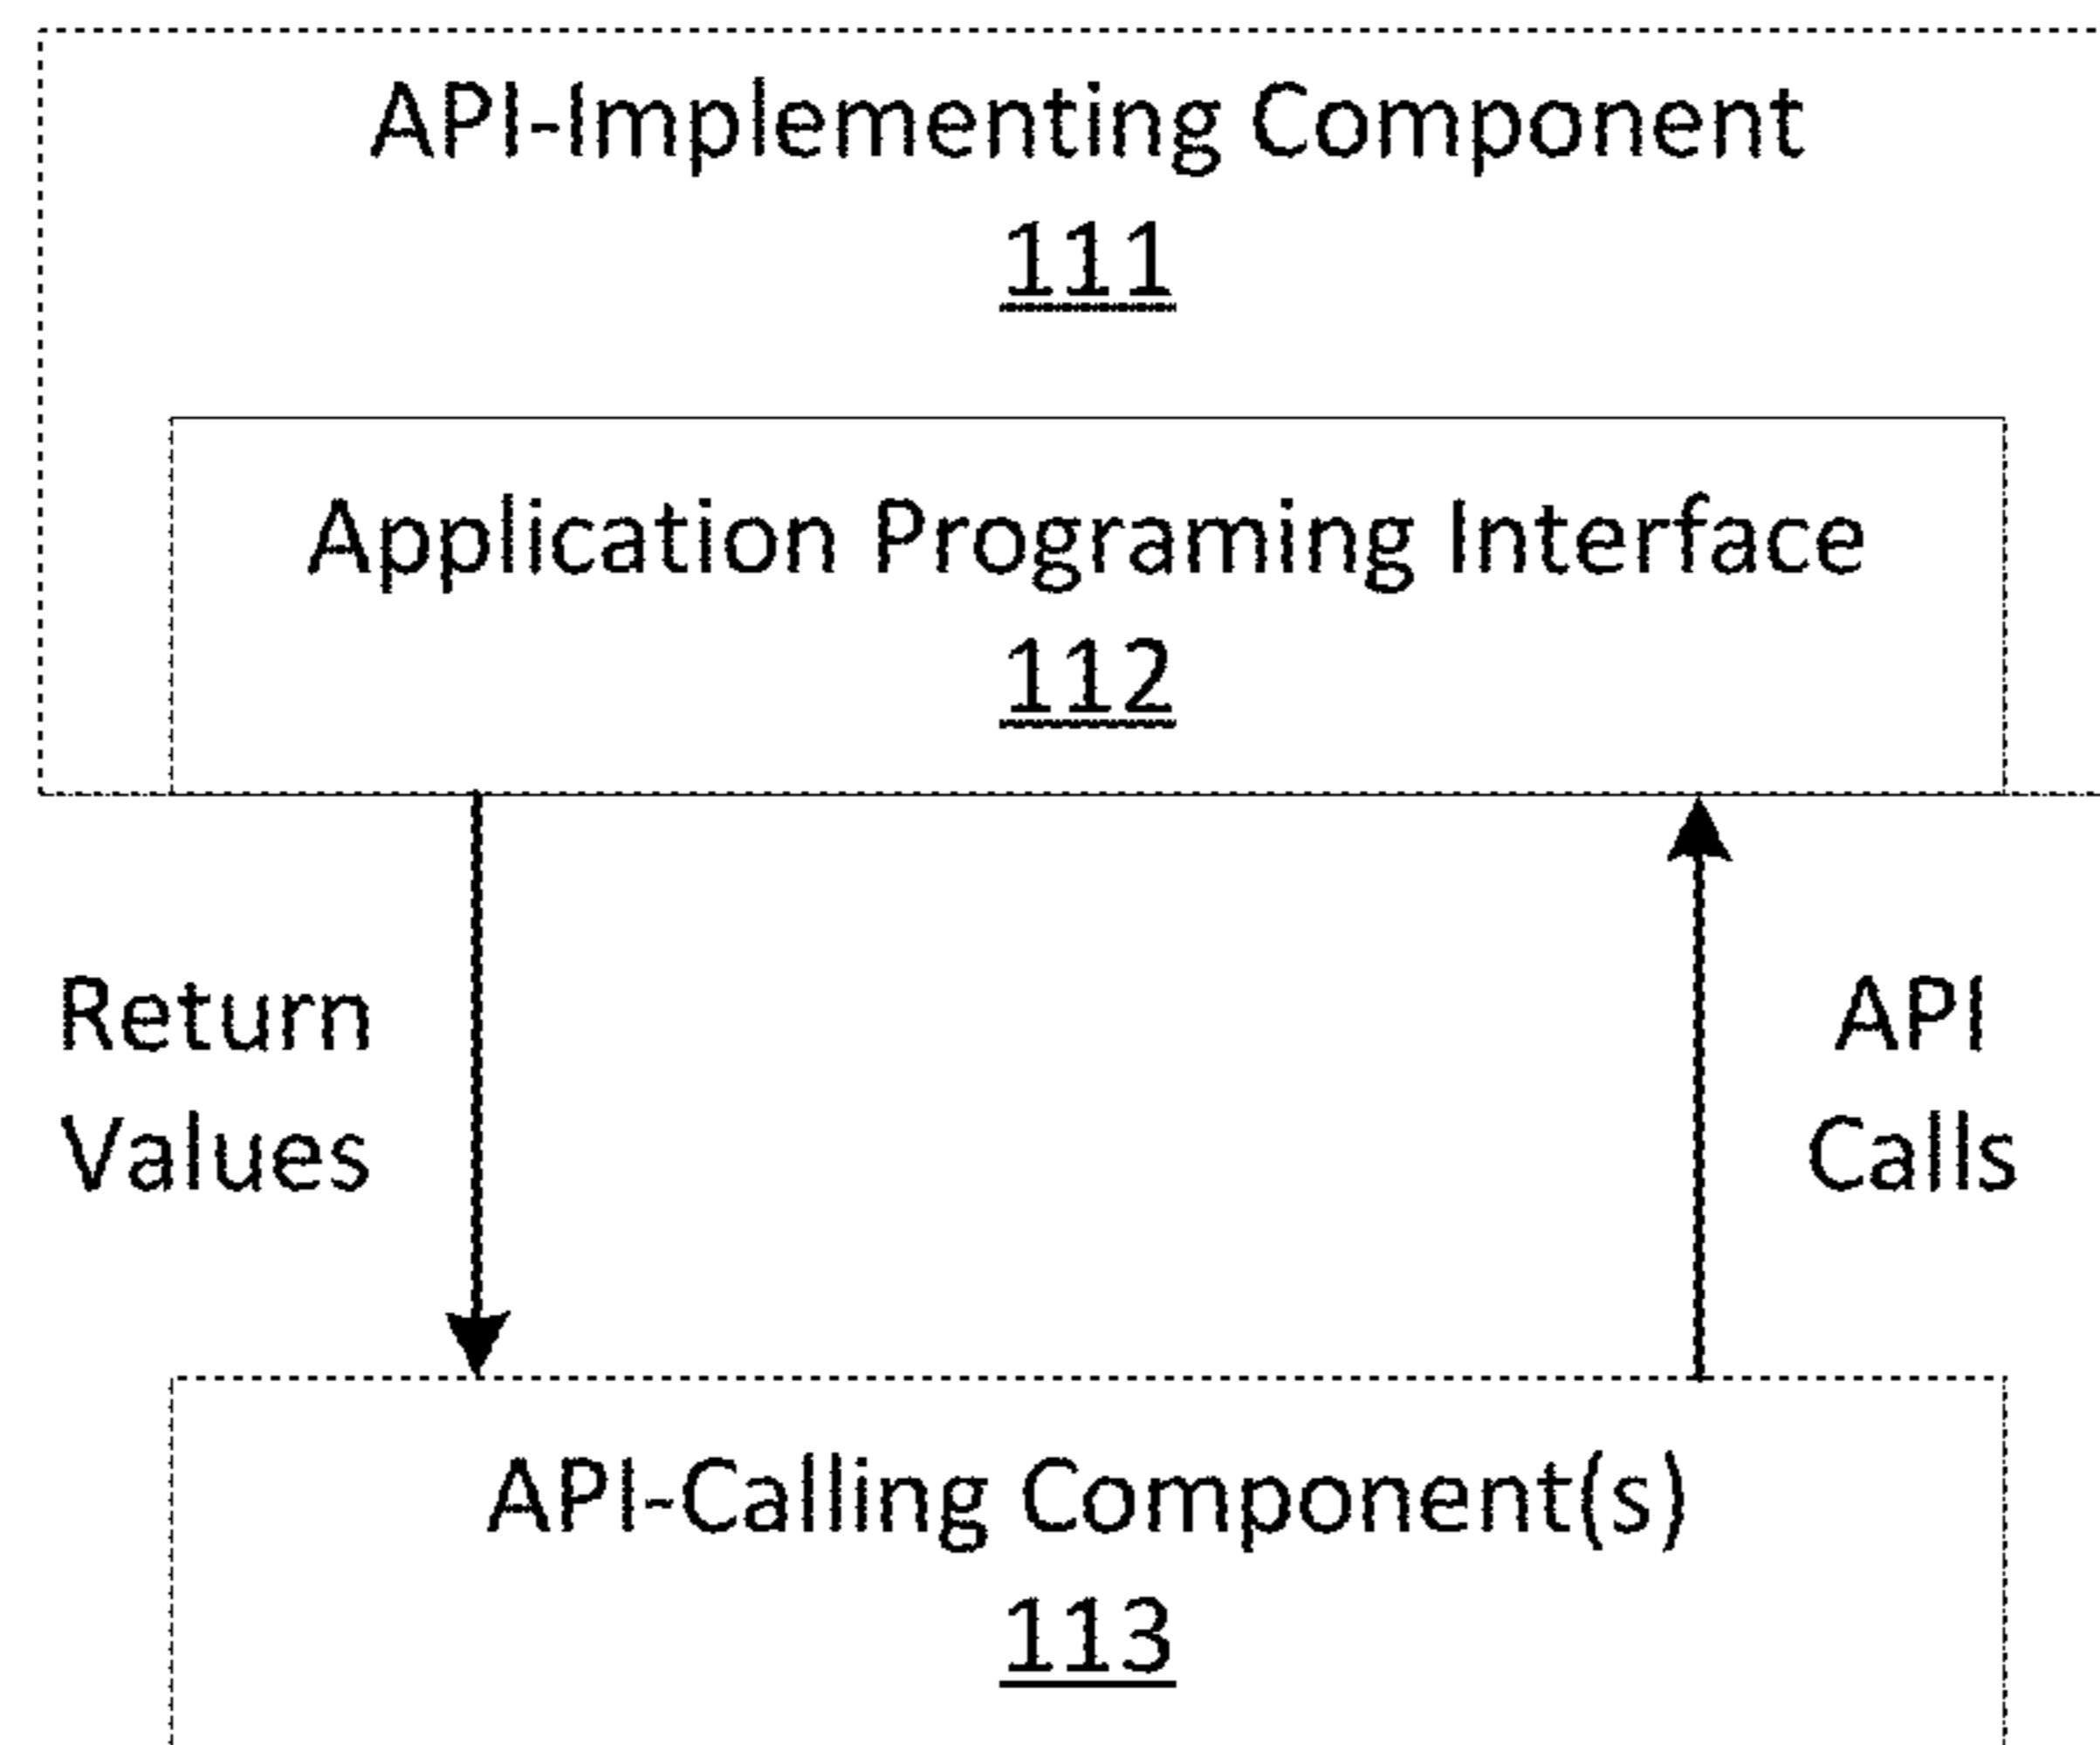 API-Implementing Component
111
Application Programing Interface
112
Return
Values
API
Calls
API-Calling Component(s)
113